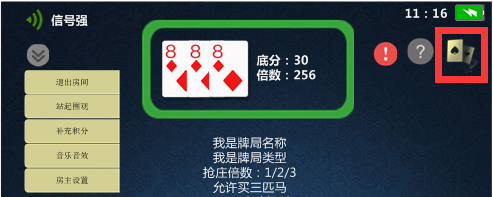 信号强
11：16
8 8 8
底分：30
倍数：256
!
?
退出房间
站起围观
补充积分
音乐音效
房主设置
我是牌局名称
我是牌局类型
抢庄倍数：1/2/3
允许买三匹马